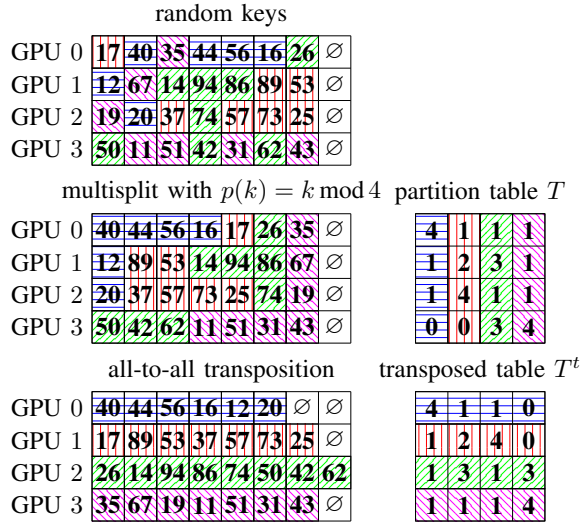 random keys
GPU 0 17 40 35 44 56 16 26 ∅
GPU 1 12 67 14 94 86 89 53 ∅
GPU 2 19 20 37 74 57 73 25 ∅
GPU 3 50 11 51 42 31 62 43 ∅
multisplit with p(k) = k mod 4 partition table T
GPU 0 40 44 56 16 17 26 35 ∅ 4 1 1 1
GPU 1 12 89 53 14 94 86 67 ∅ 1 2 3 1
GPU 2 20 37 57 73 25 74 19 ∅ 1 4 1 1
GPU 3 50 42 62 11 51 31 43 ∅ 0 0 3 4
all-to-all transposition transposed table Tᵗ
GPU 0 40 44 56 16 12 20 ∅ ∅ 4 1 1 0
GPU 1 17 89 53 37 57 73 25 ∅ 1 2 4 0
GPU 2 26 14 94 86 74 50 42 62 1 3 1 3
GPU 3 35 67 19 11 51 31 43 ∅ 1 1 1 4